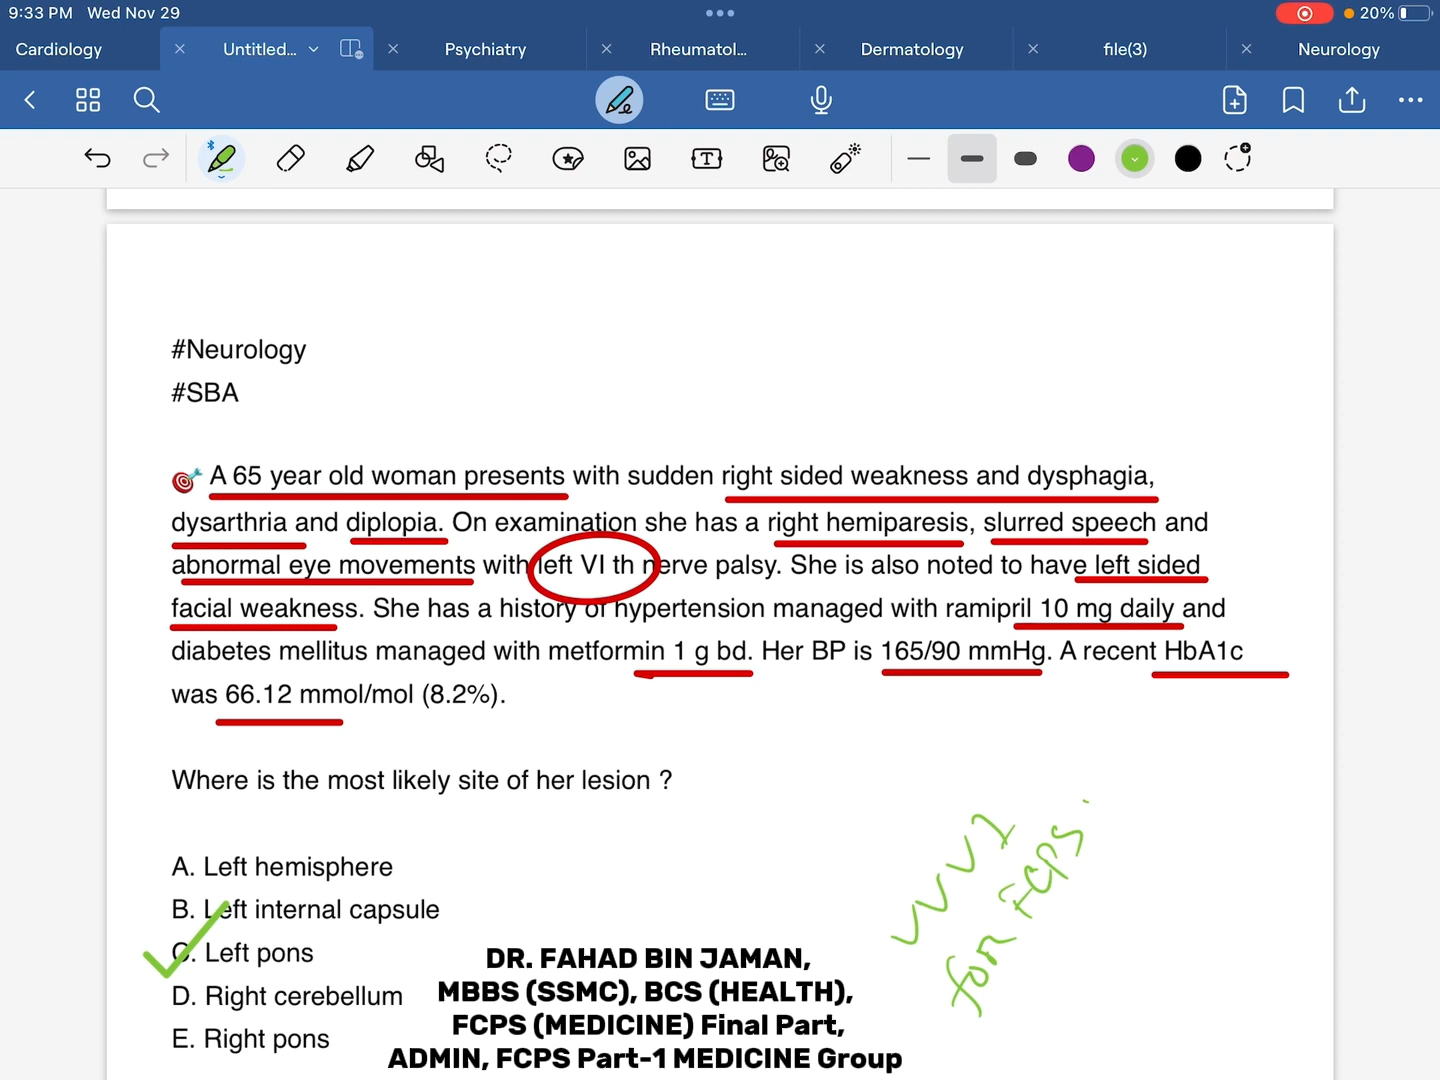 9:33 PM Wed Nov 29
20%
Cardiology
Untitled...
Psychiatry
Rheumatol...
Dermatology
file(3)
Neurology
#Neurology
#SBA
A 65 year old woman presents with sudden right sided weakness and dysphagia,
dysarthria and diplopia. On examination she has a right hemiparesis, slurred speech and
abnormal eye movements with left VI th nerve palsy. She is also noted to have left sided
facial weakness. She has a history of hypertension managed with ramipril 10 mg daily and
diabetes mellitus managed with metformin 1 g bd. Her BP is 165/90 mmHg. A recent HbA1c
was 66.12 mmol/mol (8.2%).
Where is the most likely site of her lesion ?
A. Left hemisphere
B. Left internal capsule
C. Left pons
D. Right cerebellum
E. Right pons
VVVI
for FCPS.
DR. FAHAD BIN JAMAN,
MBBS (SSMC), BCS (HEALTH),
FCPS (MEDICINE) Final Part,
ADMIN, FCPS Part-1 MEDICINE Group